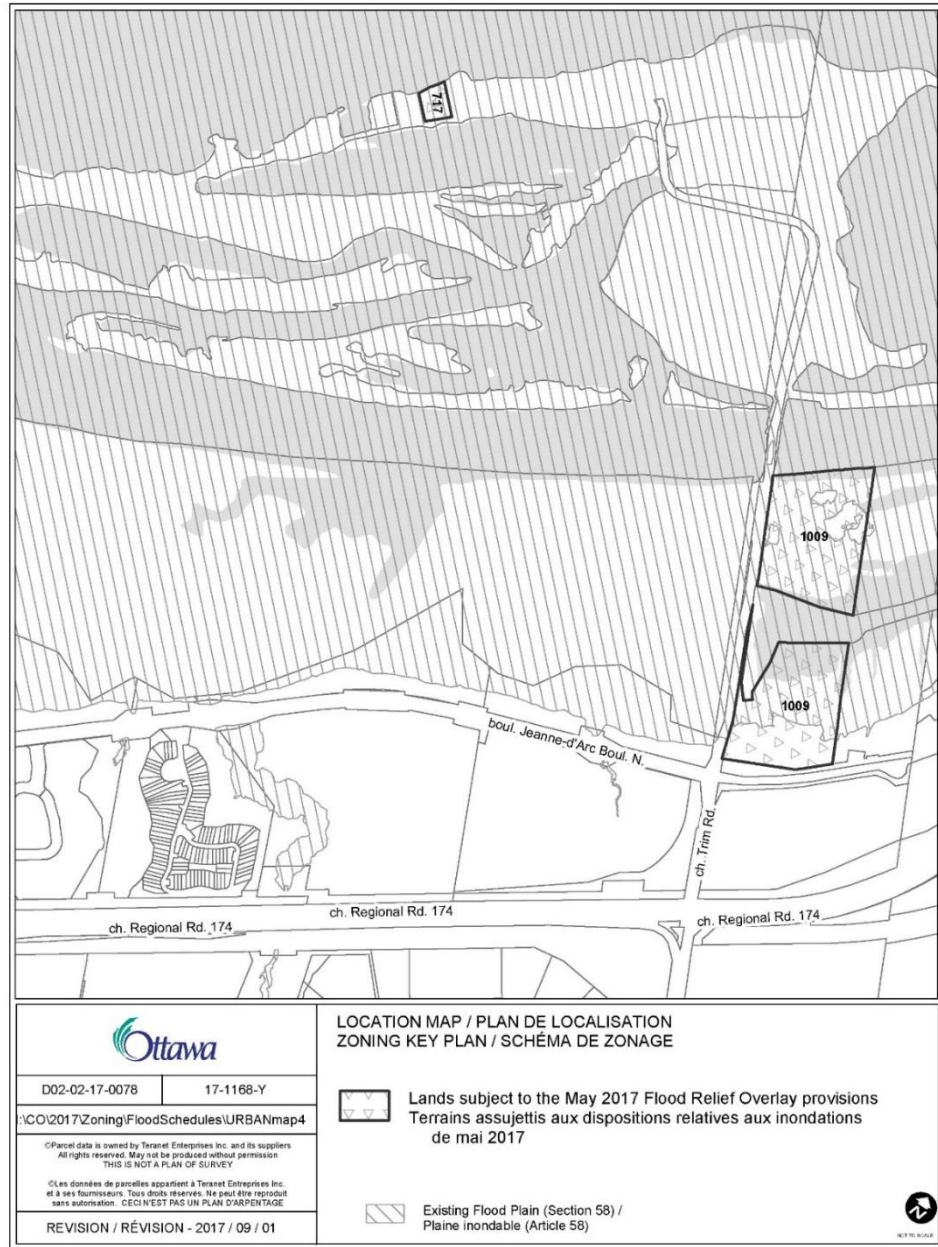 717
1009
1009
boul. Jeanne-d'Arc Boul. N.
ch. Trim Rd.
ch. Regional Rd. 174
ch. Regional Rd. 174
ch. Regional Rd. 174
Ottawa
D02-02-17-0078
17-1168-Y
I:\CO\2017\Zoning\FloodSchedules\URBANmap4
©Parcel data is owned by Teranet Enterprises Inc. and its suppliers
All rights reserved. May not be produced without permission
THIS IS NOT A PLAN OF SURVEY
©Les données de parcelles appartient à Teranet Entreprises Inc.
et à ses fournisseurs. Tous droits réservés. Ne peut être reproduit
sans autorisation. CECI N'EST PAS UN PLAN D'ARPENTAGE
REVISION / RÉVISION - 2017 / 09 / 01
LOCATION MAP / PLAN DE LOCALISATION
ZONING KEY PLAN / SCHÉMA DE ZONAGE
Lands subject to the May 2017 Flood Relief Overlay provisions
Terrains assujettis aux dispositions relatives aux inondations
de mai 2017
Existing Flood Plain (Section 58) /
Plaine inondable (Article 58)
NOT TO SCALE